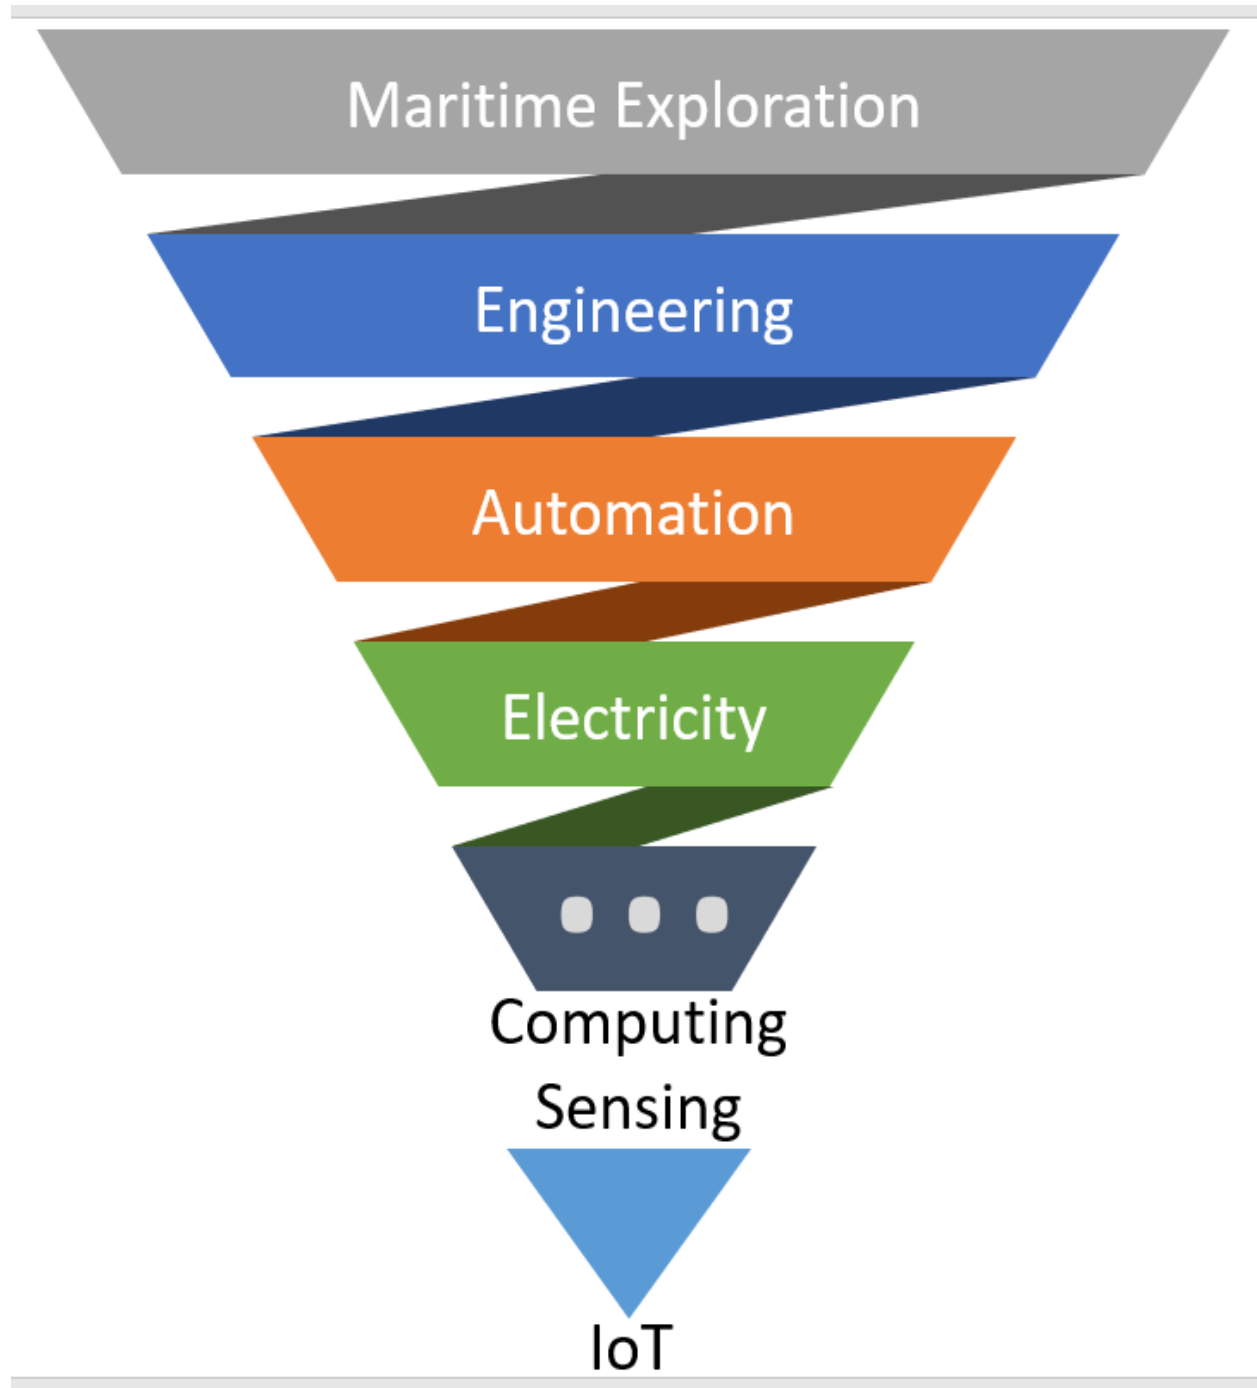 Maritime Exploration
Engineering
Automation
Electricity
Computing
Sensing
IoT